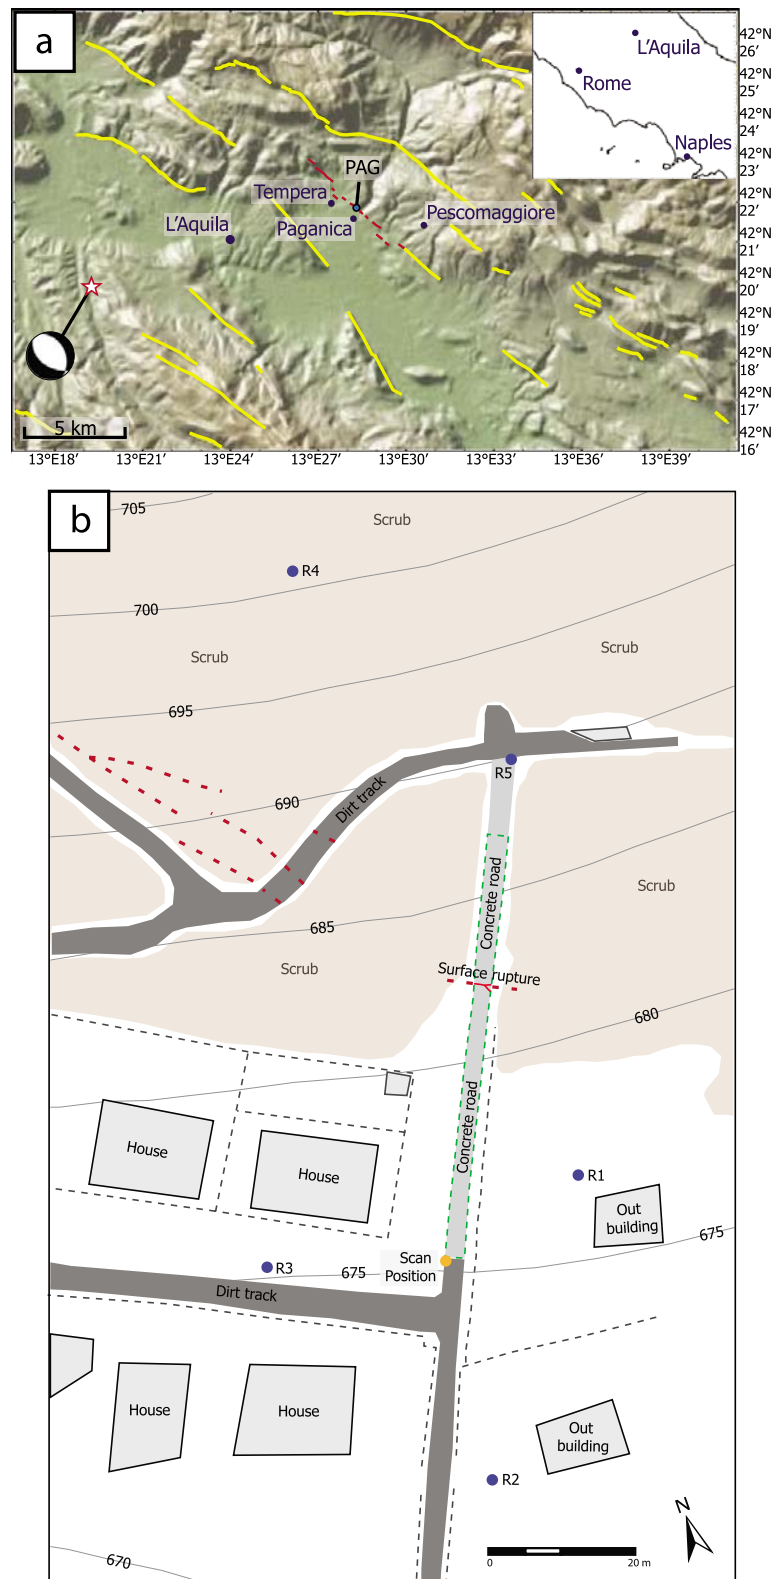 a
L'Aquila
Rome
Naples
PAG
Tempera
Paganica
Pescomaggiore
L'Aquila
5 km
42°N
26′
42°N
25′
42°N
24′
42°N
23′
42°N
22′
42°N
21′
42°N
20′
42°N
19′
42°N
18′
42°N
17′
42°N
16′
13°E18′ 13°E21′ 13°E24′ 13°E27′ 13°E30′ 13°E33′ 13°E36′ 13°E39′
b
705
Scrub
R4
700
Scrub
Scrub
695
R5
690
Dirt track
Scrub
Concrete road
685
Scrub
Surface rupture
680
Concrete road
House
House
R1
Out
building
675
Scan
Position
R3
675
Dirt track
House
House
Out
building
R2
N
670
0 20 m